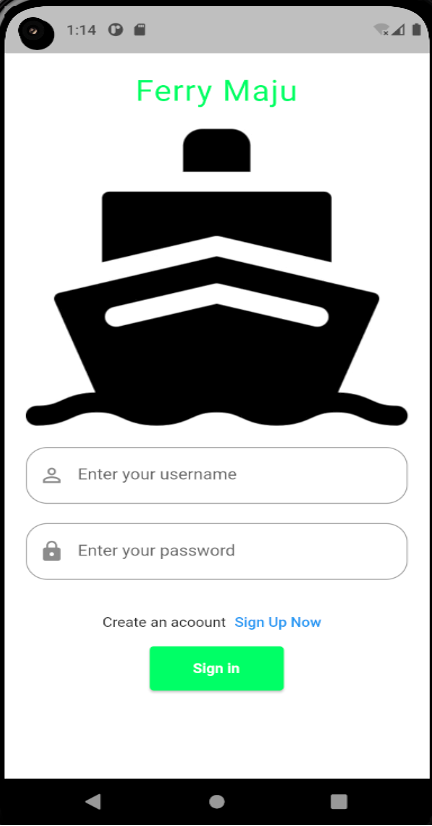 1:14
Ferry Maju
Enter your username
Enter your password
Create an acoount Sign Up Now
Sign In